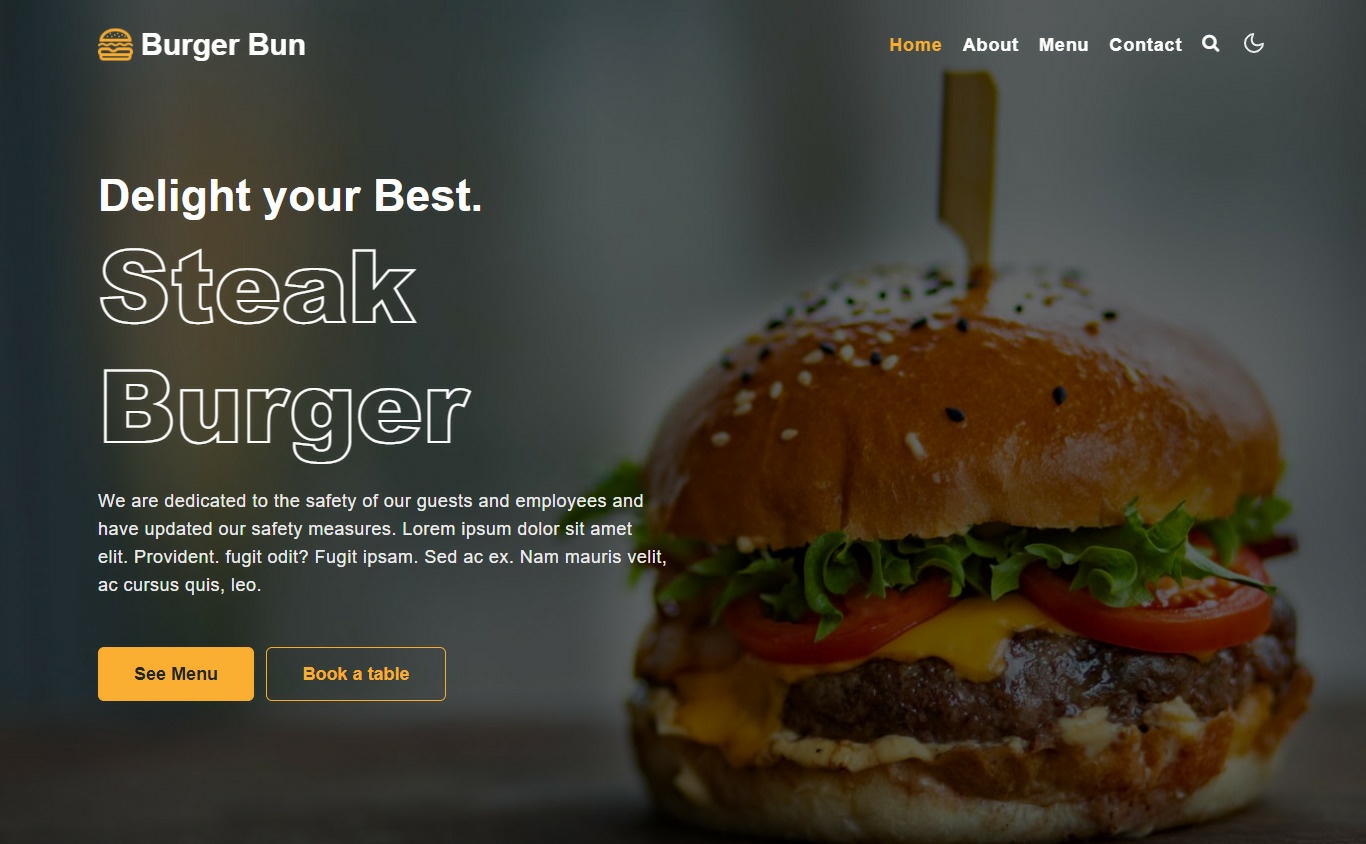 Burger Bun
Home About Menu Contact
Delight your Best.
Steak
Burger
We are dedicated to the safety of our guests and employees and
have updated our safety measures. Lorem ipsum dolor sit amet
elit. Provident. fugit odit? Fugit ipsam. Sed ac ex. Nam mauris velit,
ac cursus quis, leo.
See Menu Book a table